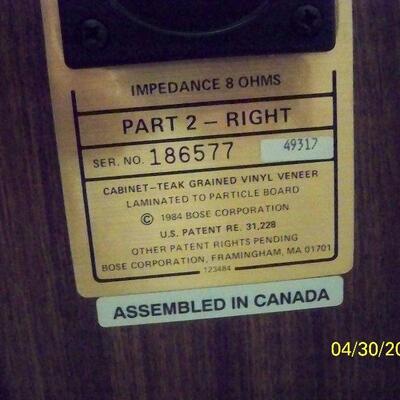 IMPEDANCE 8 OHMS
PART 2 – RIGHT
SER. NO. 186577 49317
CABINET–TEAK GRAINED VINYL VENEER
LAMINATED TO PARTICLE BOARD
© 1984 BOSE CORPORATION
U.S. PATENT RE. 31,228
OTHER PATENT RIGHTS PENDING
BOSE CORPORATION, FRAMINGHAM, MA 01701
123484
ASSEMBLED IN CANADA
04/30/20